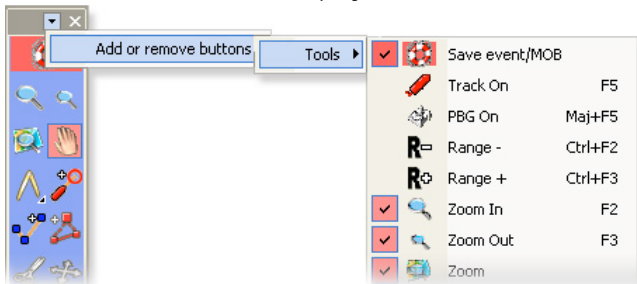 Add or remove buttons
Tools
Save event/MOB
Track On F5
PBG On Maj+F5
R Range - Ctrl+F2
R Range + Ctrl+F3
Zoom In F2
Zoom Out F3
Zoom